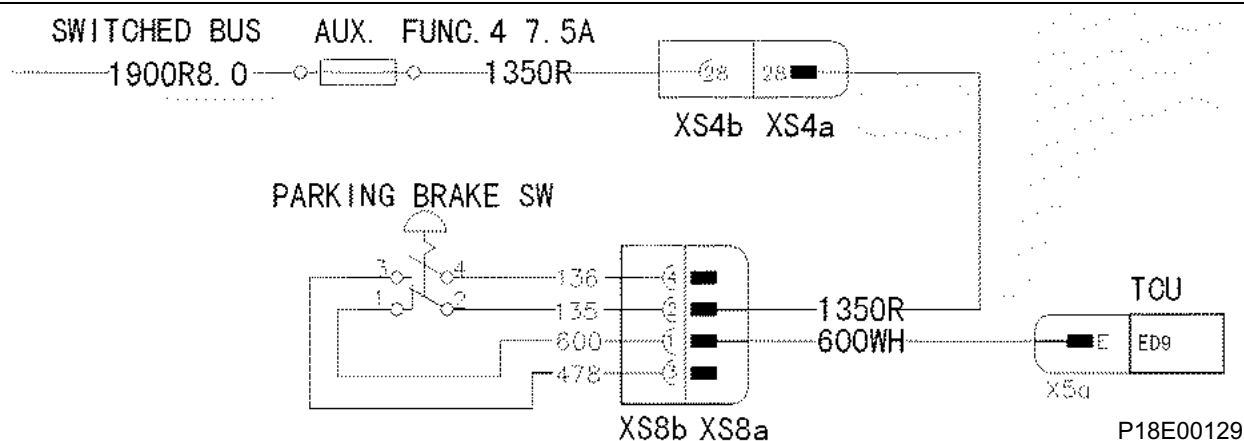 SWITCHED BUS AUX. FUNC.4 7.5A
1900R8.0 1350R 28 28
XS4b XS4a
PARKING BRAKE SW
3 4 136 4
1 2 135 2 1350R TCU
600 1 600WH E ED9
478 3 X5a
XS8b XS8a
P18E00129